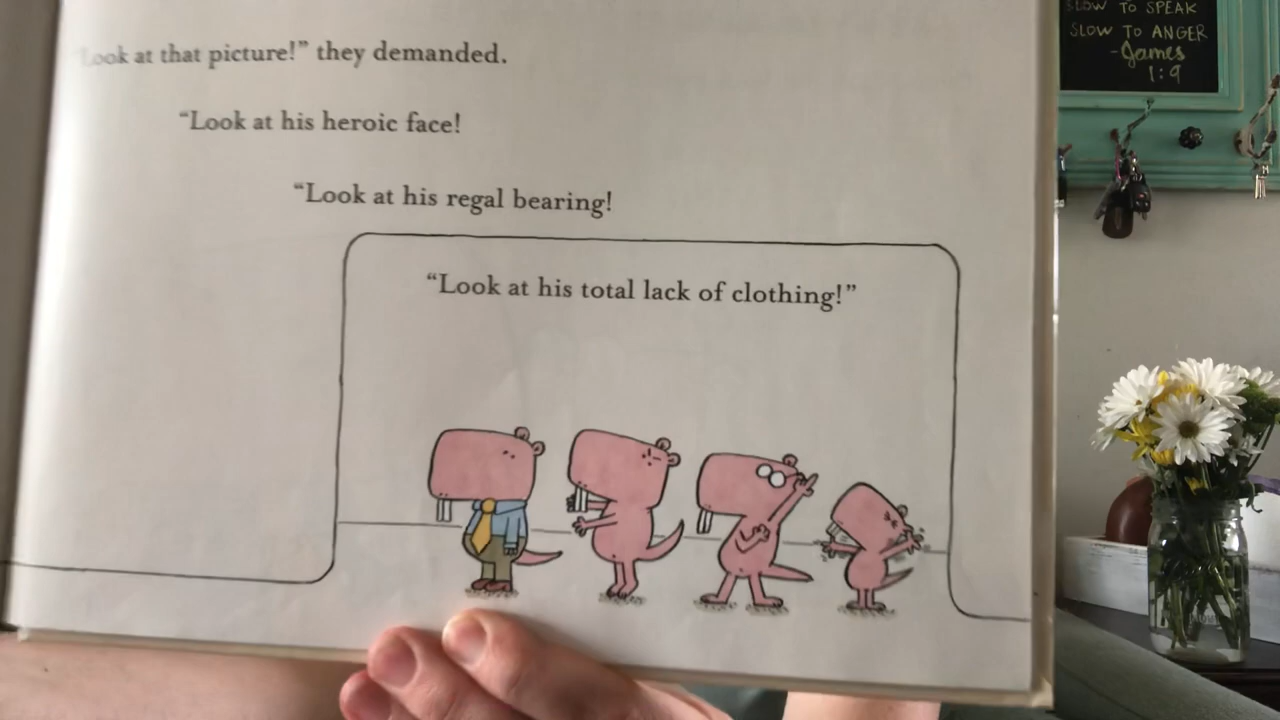 "Look at that picture!" they demanded.
"Look at his heroic face!
"Look at his regal bearing!
"Look at his total lack of clothing!"
SLOW TO SPEAK
SLOW TO ANGER
-James
1:9